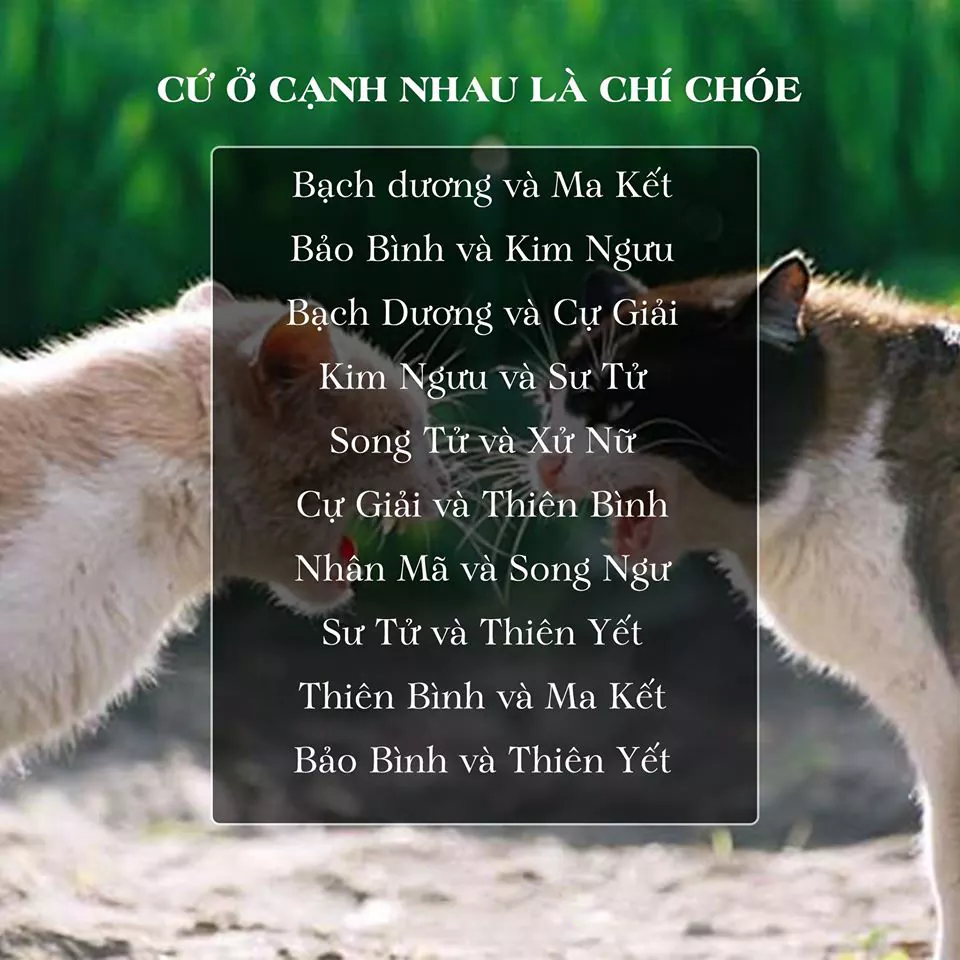 CỨ Ở CẠNH NHAU LÀ CHÍ CHÓE
Bạch dương và Ma Kết
Bảo Bình và Kim Ngưu
Bạch Dương và Cự Giải
Kim Ngưu và Sư Tử
Song Tử và Xử Nữ
Cự Giải và Thiên Bình
Nhân Mã và Song Ngư
Sư Tử và Thiên Yết
Thiên Bình và Ma Kết
Bảo Bình và Thiên Yết